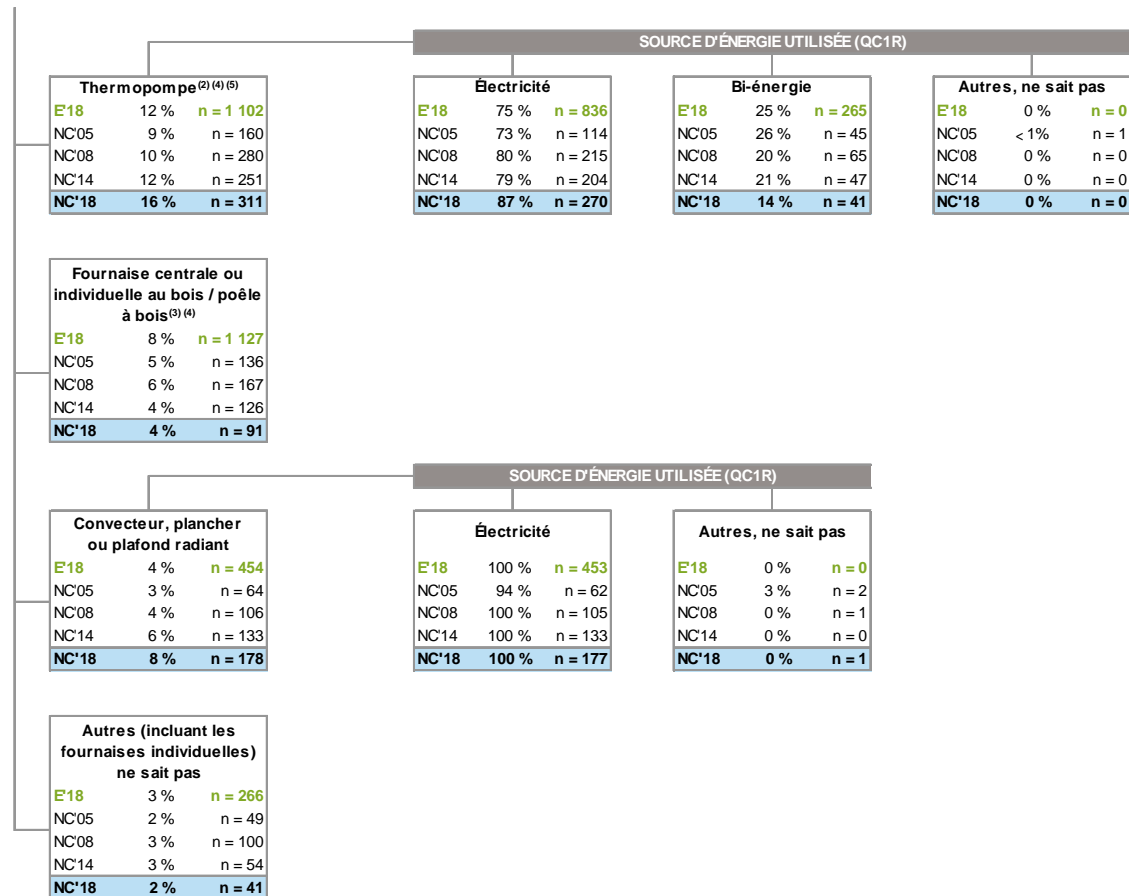 SOURCE D'ÉNERGIE UTILISÉE (QC1R)
Thermopompe(2) (4) (5)
E'18 12 % n = 1 102
NC'05 9 % n = 160
NC'08 10 % n = 280
NC'14 12 % n = 251
NC'18 16 % n = 311
Électricité
E'18 75 % n = 836
NC'05 73 % n = 114
NC'08 80 % n = 215
NC'14 79 % n = 204
NC'18 87 % n = 270
Bi-énergie
E'18 25 % n = 265
NC'05 26 % n = 45
NC'08 20 % n = 65
NC'14 21 % n = 47
NC'18 14 % n = 41
Autres, ne sait pas
E'18 0 % n = 0
NC'05 < 1% n = 1
NC'08 0 % n = 0
NC'14 0 % n = 0
NC'18 0 % n = 0
Fournaise centrale ou
individuelle au bois / poêle
à bois(3) (4)
E'18 8 % n = 1 127
NC'05 5 % n = 136
NC'08 6 % n = 167
NC'14 4 % n = 126
NC'18 4 % n = 91
SOURCE D'ÉNERGIE UTILISÉE (QC1R)
Convecteur, plancher
ou plafond radiant
E'18 4 % n = 454
NC'05 3 % n = 64
NC'08 4 % n = 106
NC'14 6 % n = 133
NC'18 8 % n = 178
Électricité
E'18 100 % n = 453
NC'05 94 % n = 62
NC'08 100 % n = 105
NC'14 100 % n = 133
NC'18 100 % n = 177
Autres, ne sait pas
E'18 0 % n = 0
NC'05 3 % n = 2
NC'08 0 % n = 1
NC'14 0 % n = 0
NC'18 0 % n = 1
Autres (incluant les
fournaises individuelles)
ne sait pas
E'18 3 % n = 266
NC'05 2 % n = 49
NC'08 3 % n = 100
NC'14 3 % n = 54
NC'18 2 % n = 41